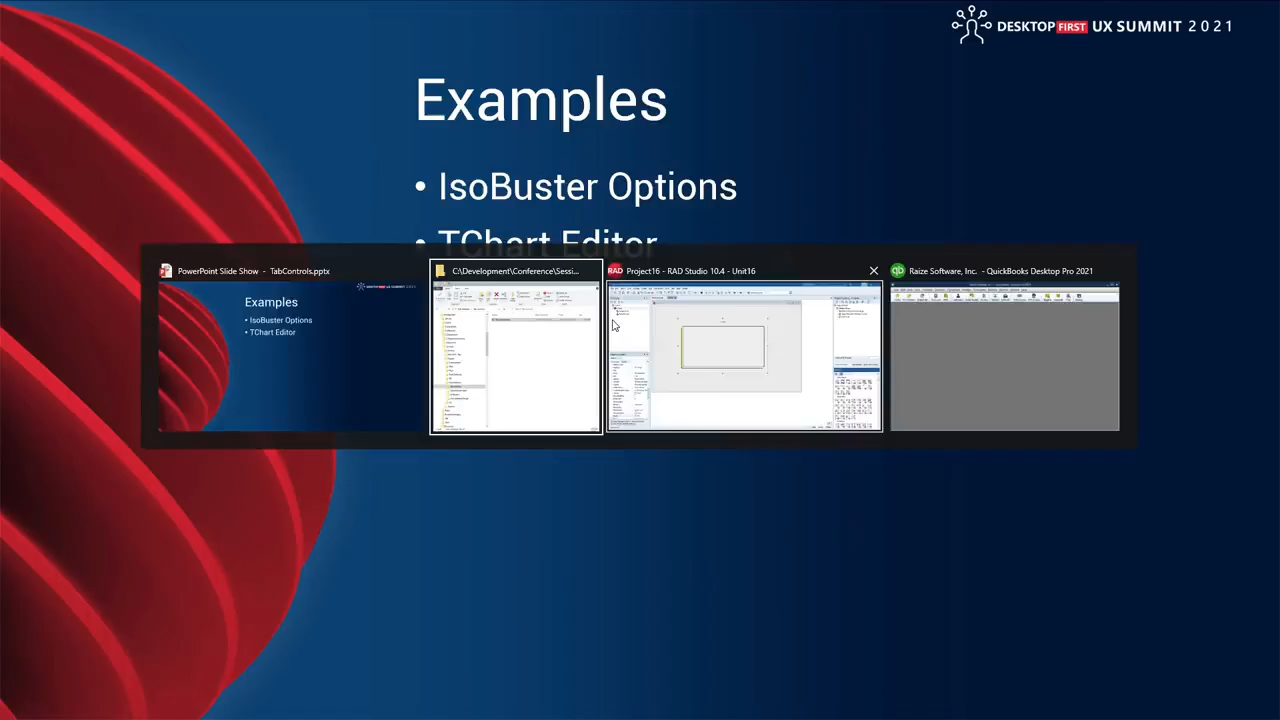 DESKTOP FIRST UX SUMMIT 2021
Examples
• IsoBuster Options
• TChart Editor
PowerPoint Slide Show - TabControls.pptx
C:\Development\Conference\Sessi...
Project16 - RAD Studio 10.4 - Unit16
Raize Software, Inc. - QuickBooks Desktop Pro 2021
RAD
qb
Examples
• IsoBuster Options
• TChart Editor